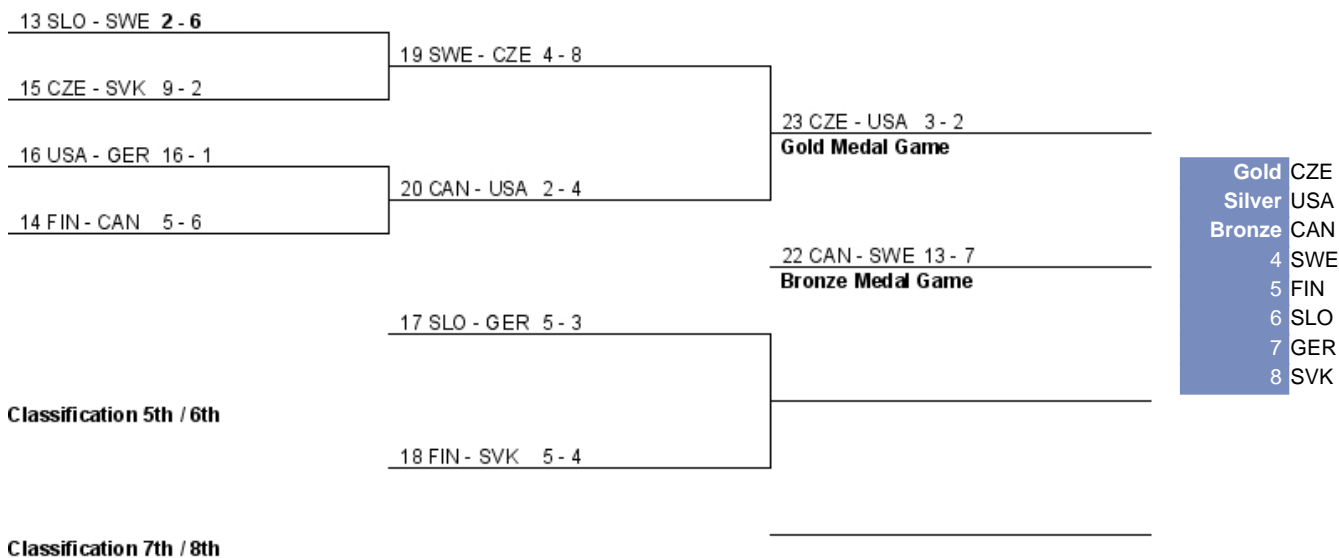 13 SLO - SWE 2 - 6
19 SWE - CZE 4 - 8
15 CZE - SVK 9 - 2
23 CZE - USA 3 - 2
Gold Medal Game
16 USA - GER 16 - 1
20 CAN - USA 2 - 4
14 FIN - CAN 5 - 6
22 CAN - SWE 13 - 7
Bronze Medal Game
17 SLO - GER 5 - 3
Classification 5th / 6th
18 FIN - SVK 5 - 4
Classification 7th / 8th
Gold CZE
Silver USA
Bronze CAN
4 SWE
5 FIN
6 SLO
7 GER
8 SVK